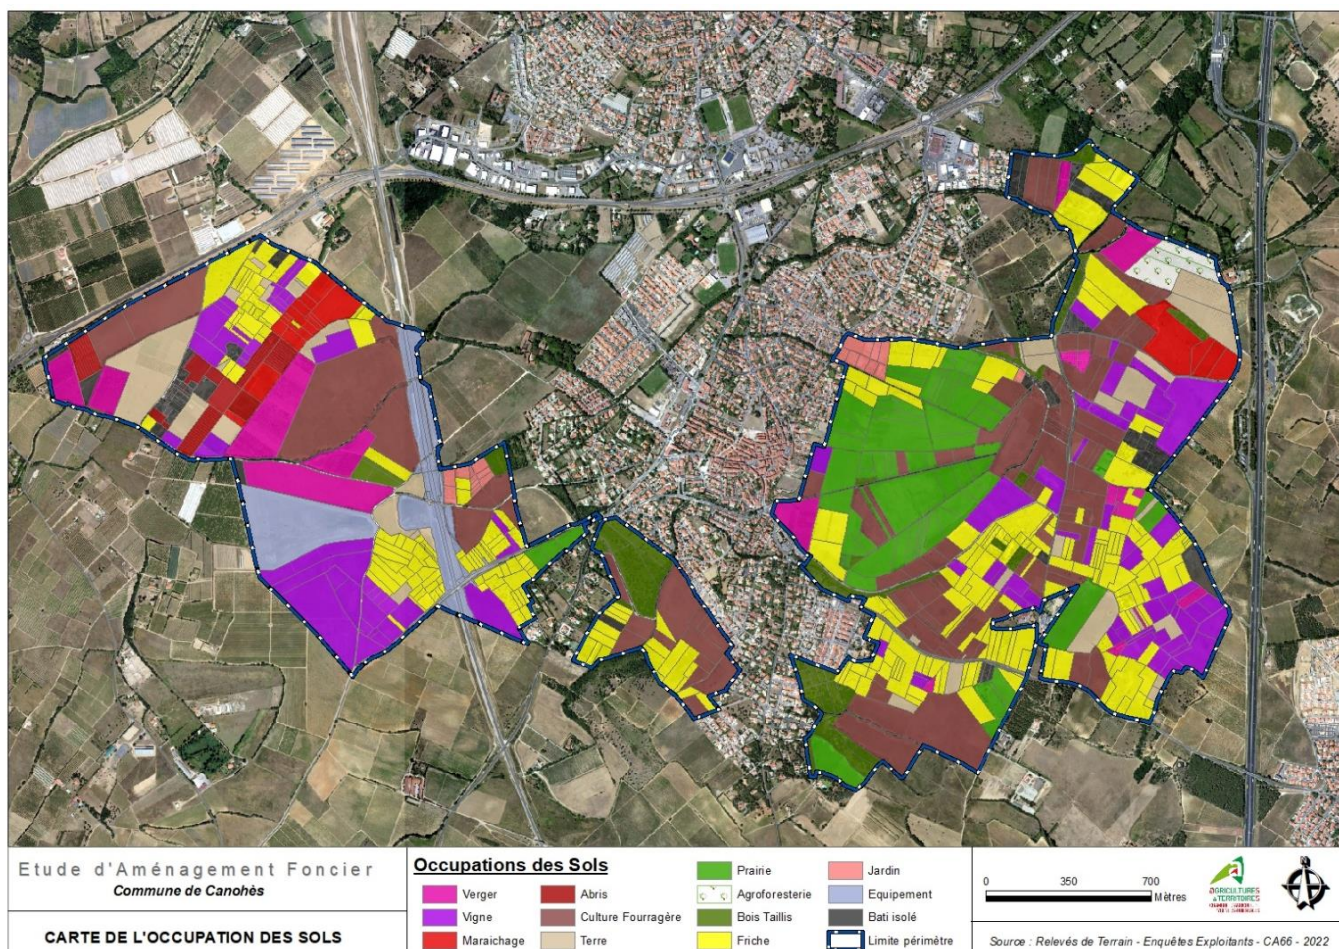 Etude d'Aménagement Foncier
Commune de Canohès
CARTE DE L'OCCUPATION DES SOLS
Occupations des Sols
Verger
Vigne
Maraichage
Abris
Culture Fourragère
Terre
Prairie
Agroforesterie
Bois Taillis
Friche
Jardin
Equipement
Bati isolé
Limite périmètre
0 350 700
Mètres
AGRICULTURES
& TERRITOIRES
Source : Relevés de Terrain - Enquêtes Exploitants - CA66 - 2022